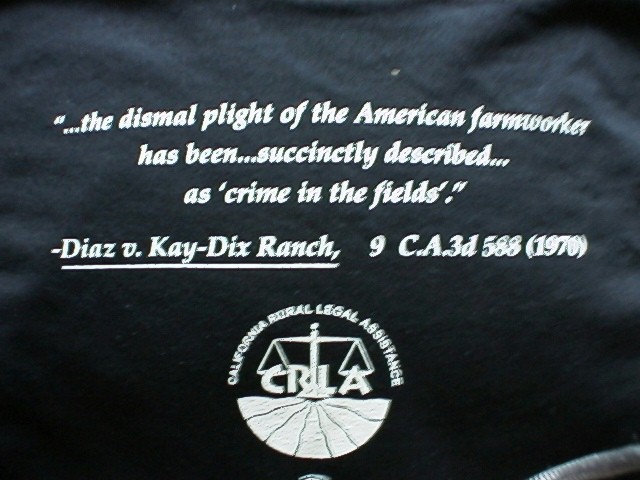 “...the dismal plight of the American farmworker
has been...succinctly described...
as ‘crime in the fields’.”
-Diaz v. Kay-Dix Ranch, 9 C.A.3d 588 (1970)
CALIFORNIA RURAL LEGAL ASSISTANCE
CRLA